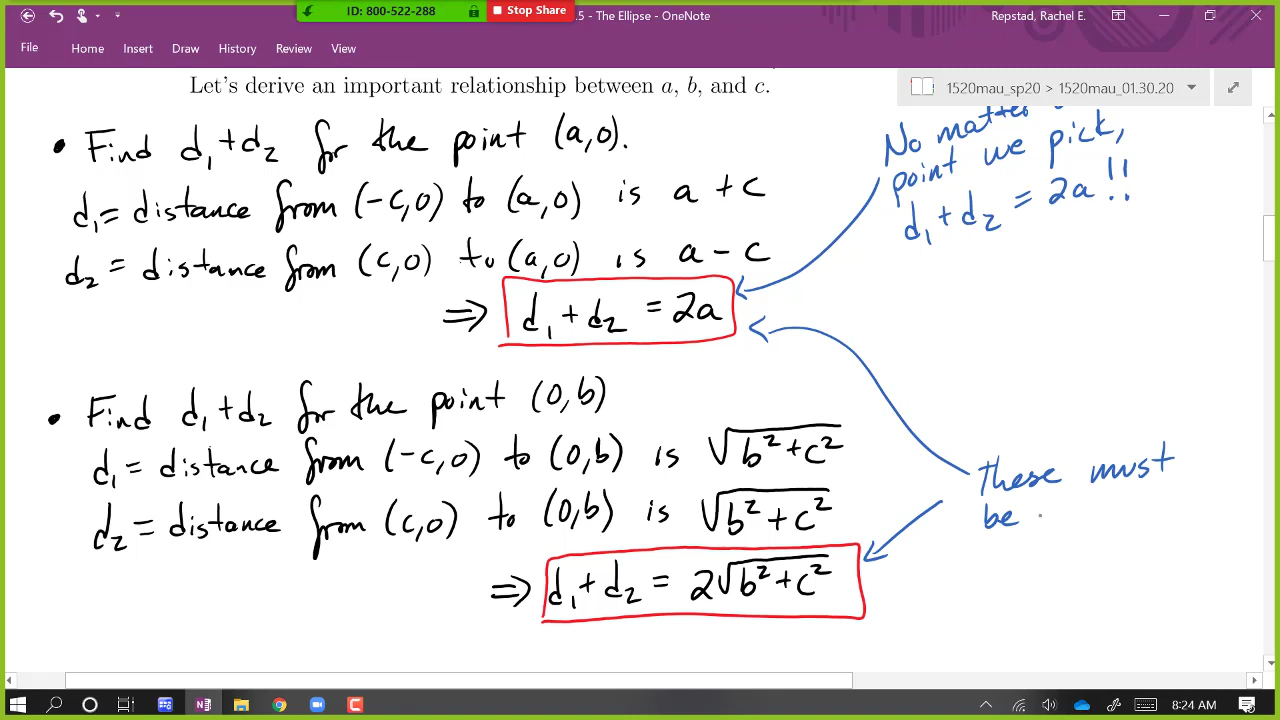 ID: 800-522-288 Stop Share
.5 - The Ellipse - OneNote
Repstad, Rachel E.
File Home Insert Draw History Review View
1520mau_sp20 > 1520mau_01.30.20
Let's derive an important relationship between a, b, and c.
• Find d₁+d₂ for the point (a,0).
d₁= distance from (-c,0) to (a,0) is a + c
d₂ = distance from (c,0) to (a,0) is a - c
⇒ d₁ + d₂ = 2a
No matter
point we pick,
d₁ + d₂ = 2a !!
• Find d₁+d₂ for the point (0,b)
d₁= distance from (-c,0) to (0,b) is √(b²+c²)
d₂ = distance from (c,0) to (0,b) is √(b²+c²)
⇒ d₁+ d₂ = 2√(b²+c²)
these must
be
8:24 AM